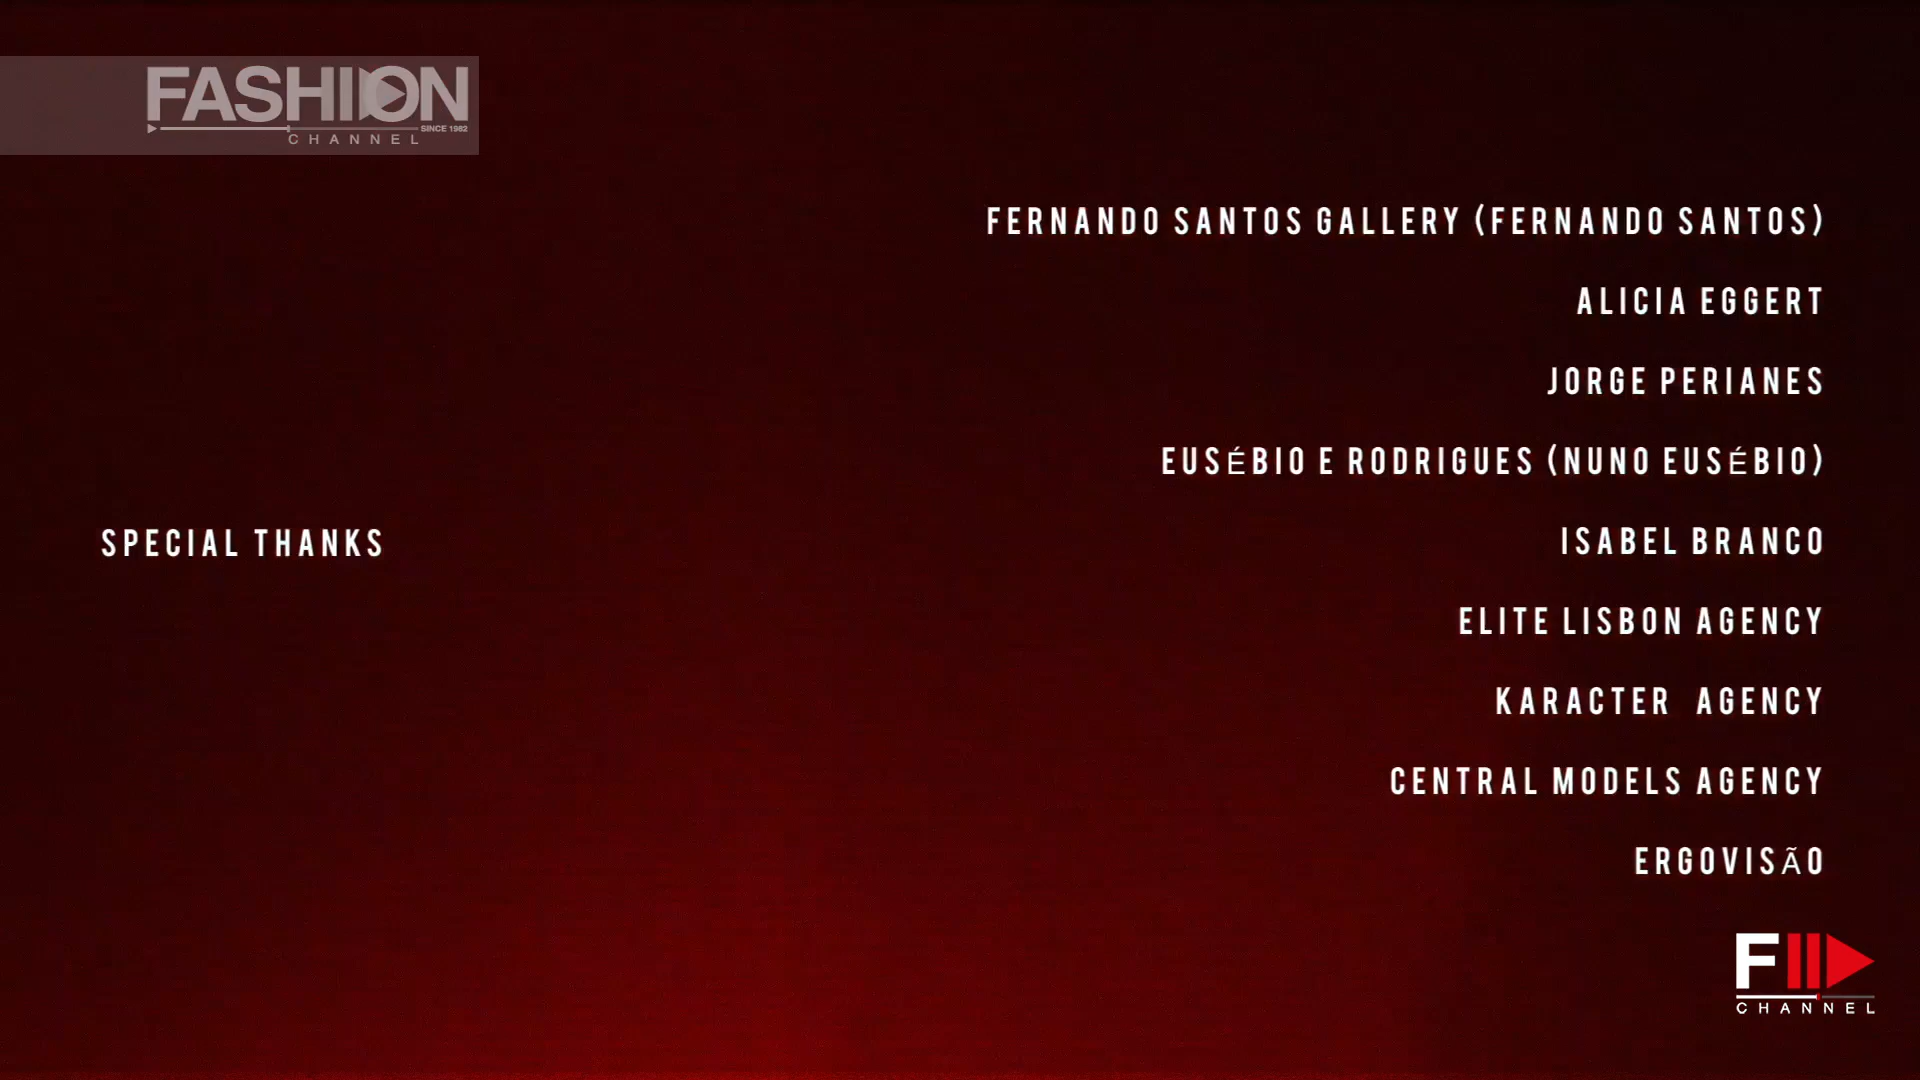 FASHION
SINCE 1982
CHANNEL
FERNANDO SANTOS GALLERY (FERNANDO SANTOS)
ALICIA EGGERT
JORGE PERIANES
EUSÉBIO E RODRIGUES (NUNO EUSÉBIO)
SPECIAL THANKS
ISABEL BRANCO
ELITE LISBON AGENCY
KARACTER AGENCY
CENTRAL MODELS AGENCY
ERGOVISÃO
F
CHANNEL